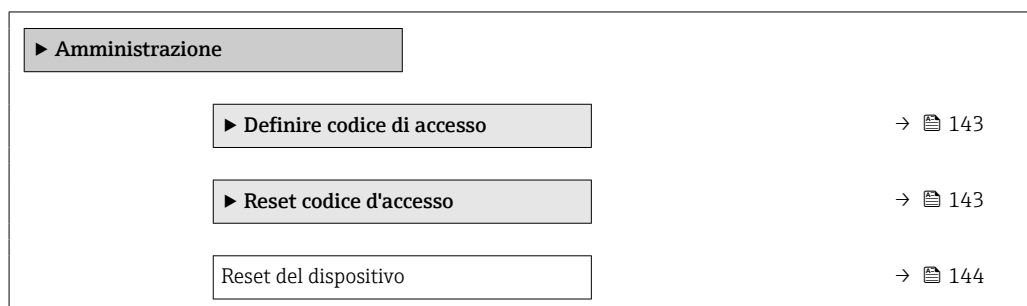 ▶ Amministrazione
▶ Definire codice di accesso → 143
▶ Reset codice d'accesso → 143
Reset del dispositivo → 144